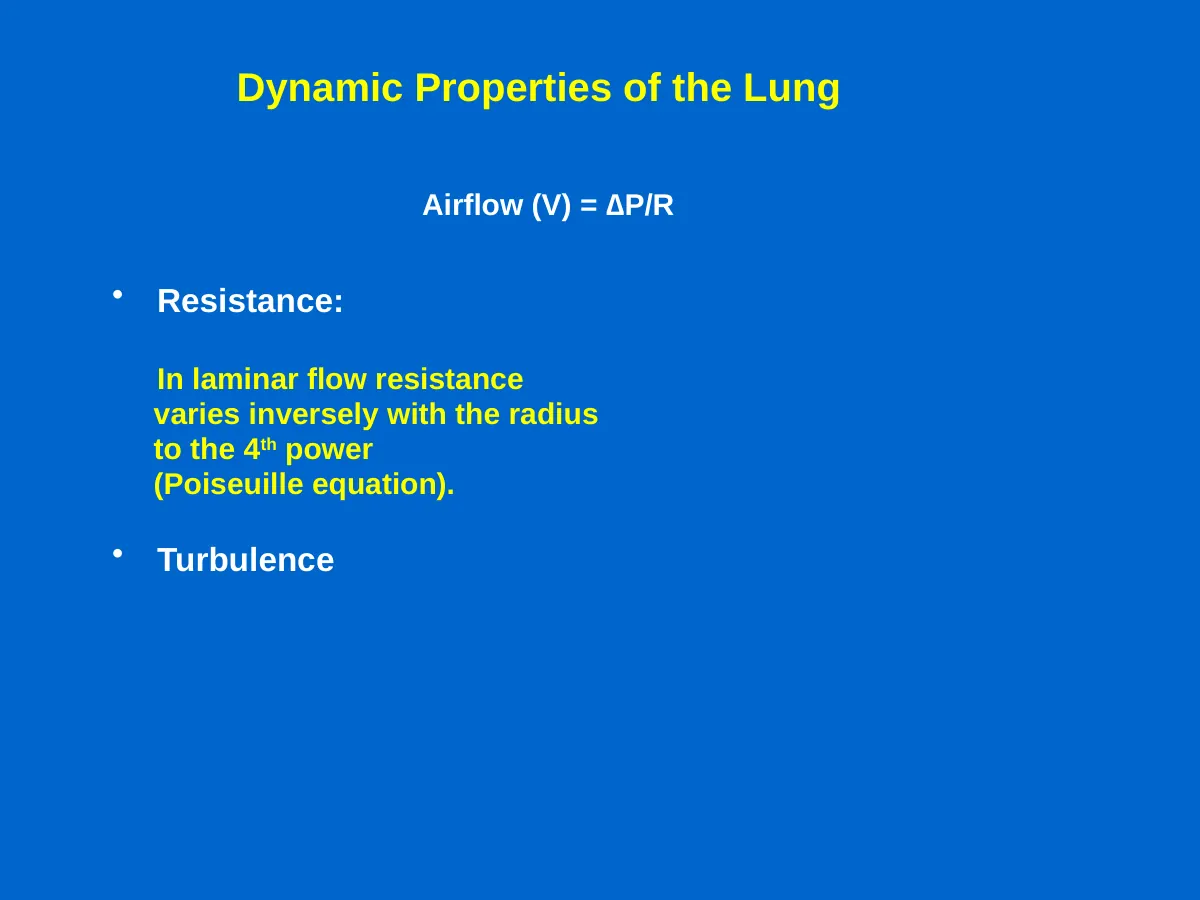 Dynamic Properties of the Lung
Airflow (V) = ΔP/R
• Resistance:
In laminar flow resistance
varies inversely with the radius
to the 4th power
(Poiseuille equation).
• Turbulence